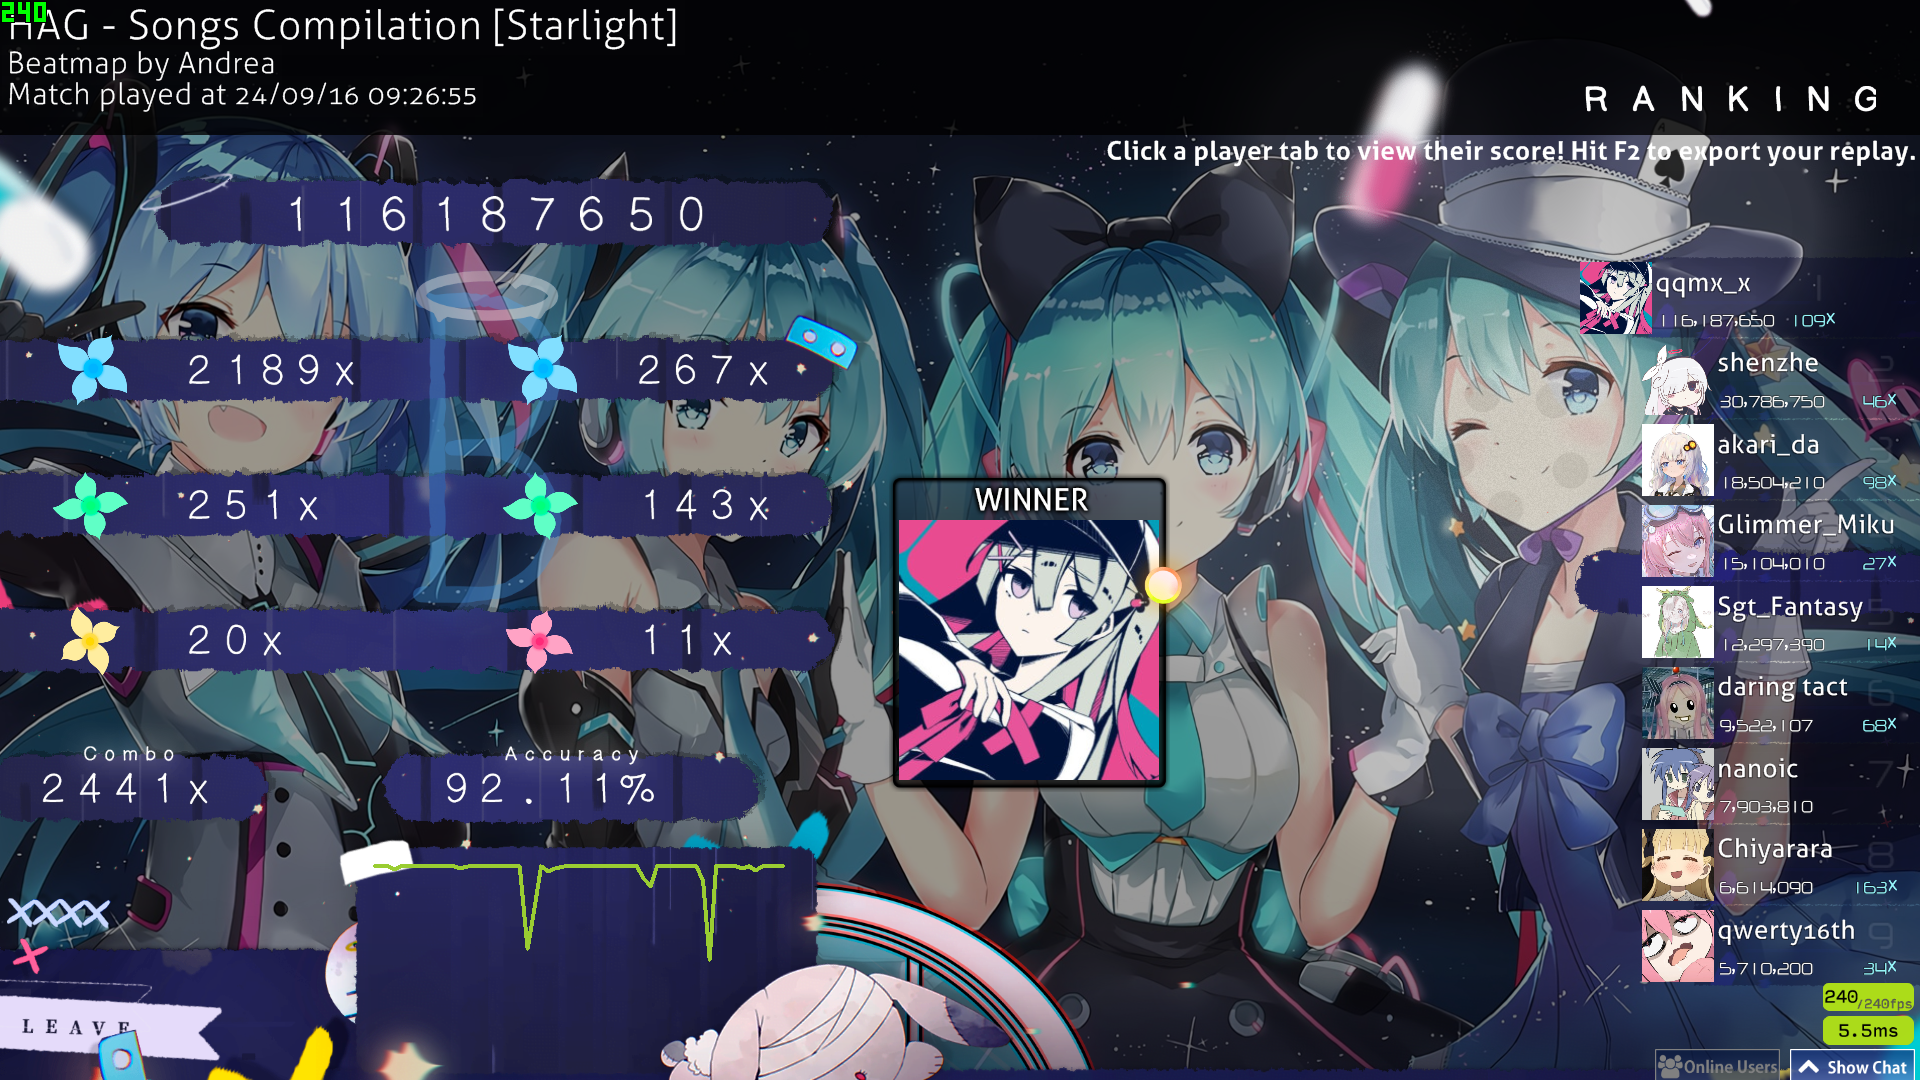 240
HAG - Songs Compilation [Starlight]
Beatmap by Andrea
Match played at 24/09/16 09:26:55
RANKING
Click a player tab to view their score! Hit F2 to export your replay.
116187650
2189x
267x
251x
143x
20x
11x
Combo
2441x
Accuracy
92.11%
LEAVE
WINNER
qqmx_x
116,187,650 109x
shenzhe
30,786,750 46x
akari_da
18,504,210 98x
Glimmer_Miku
15,104,010 27x
Sgt_Fantasy
12,297,390 14x
daring tact
9,522,107 68x
nanoic
7,903,810
Chiyarara
6,614,090 163x
qwerty16th
5,710,200 34x
240/240fps
5.5ms
Online Users
Show Chat